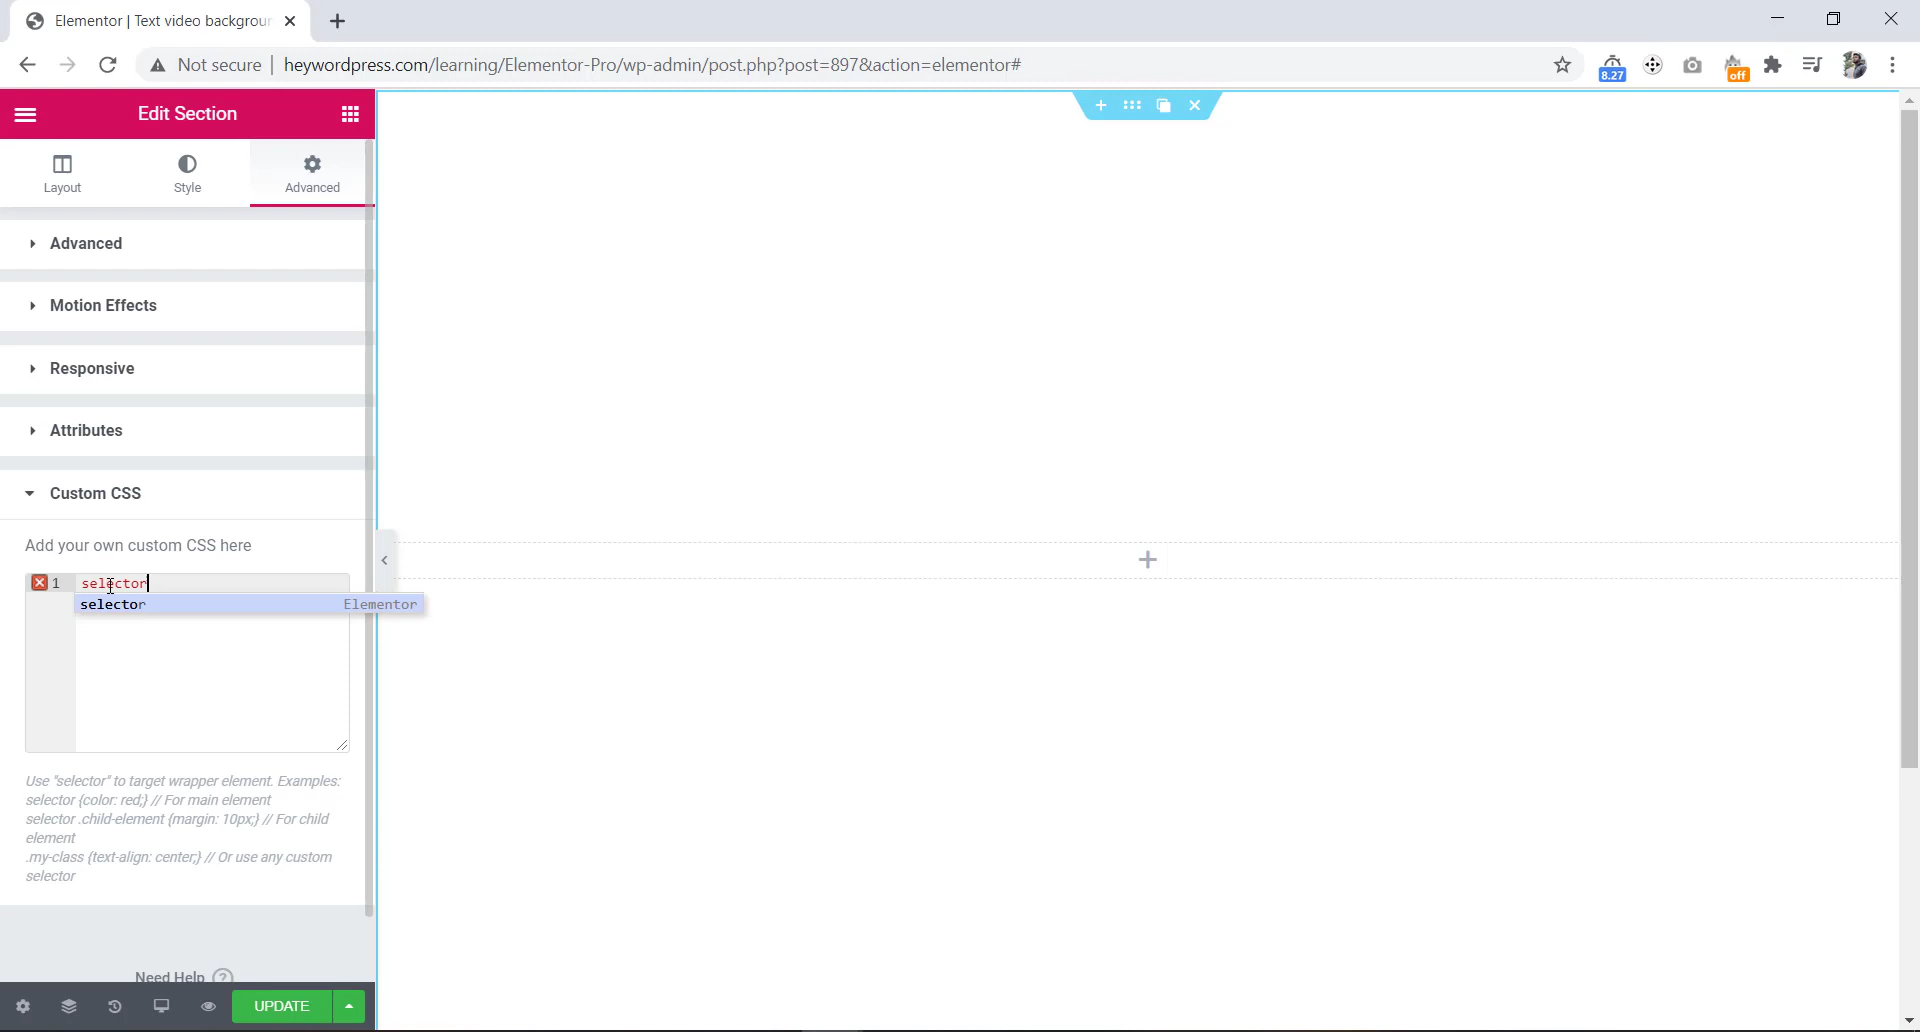 Elementor | Text video backgroun
Not secure | heywordpress.com/learning/Elementor-Pro/wp-admin/post.php?post=897&action=elementor#
8.27
off
Edit Section
Layout
Style
Advanced
Advanced
Motion Effects
Responsive
Attributes
Custom CSS
Add your own custom CSS here
1 selector
selector Elementor
Use "selector" to target wrapper element. Examples:
selector {color: red;} // For main element
selector .child-element {margin: 10px;} // For child
element
.my-class {text-align: center;} // Or use any custom
selector
Need Help ?
UPDATE